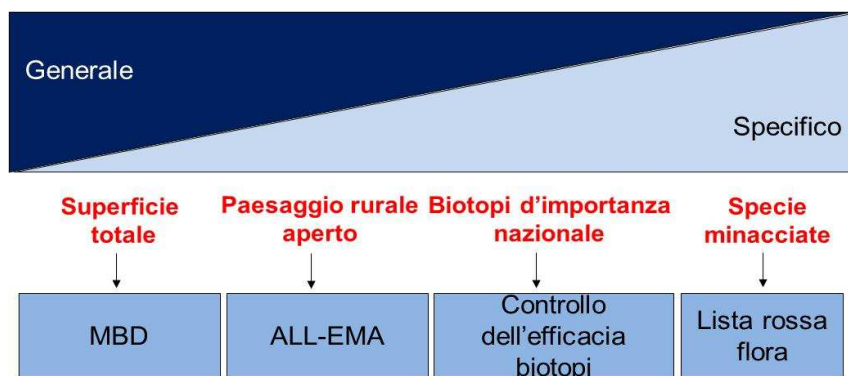 Generale
Specifico
Superficie
totale
Paesaggio rurale
aperto
Biotopi d'importanza
nazionale
Specie
minacciate
MBD
ALL-EMA
Controllo
dell'efficacia
biotopi
Lista rossa
flora